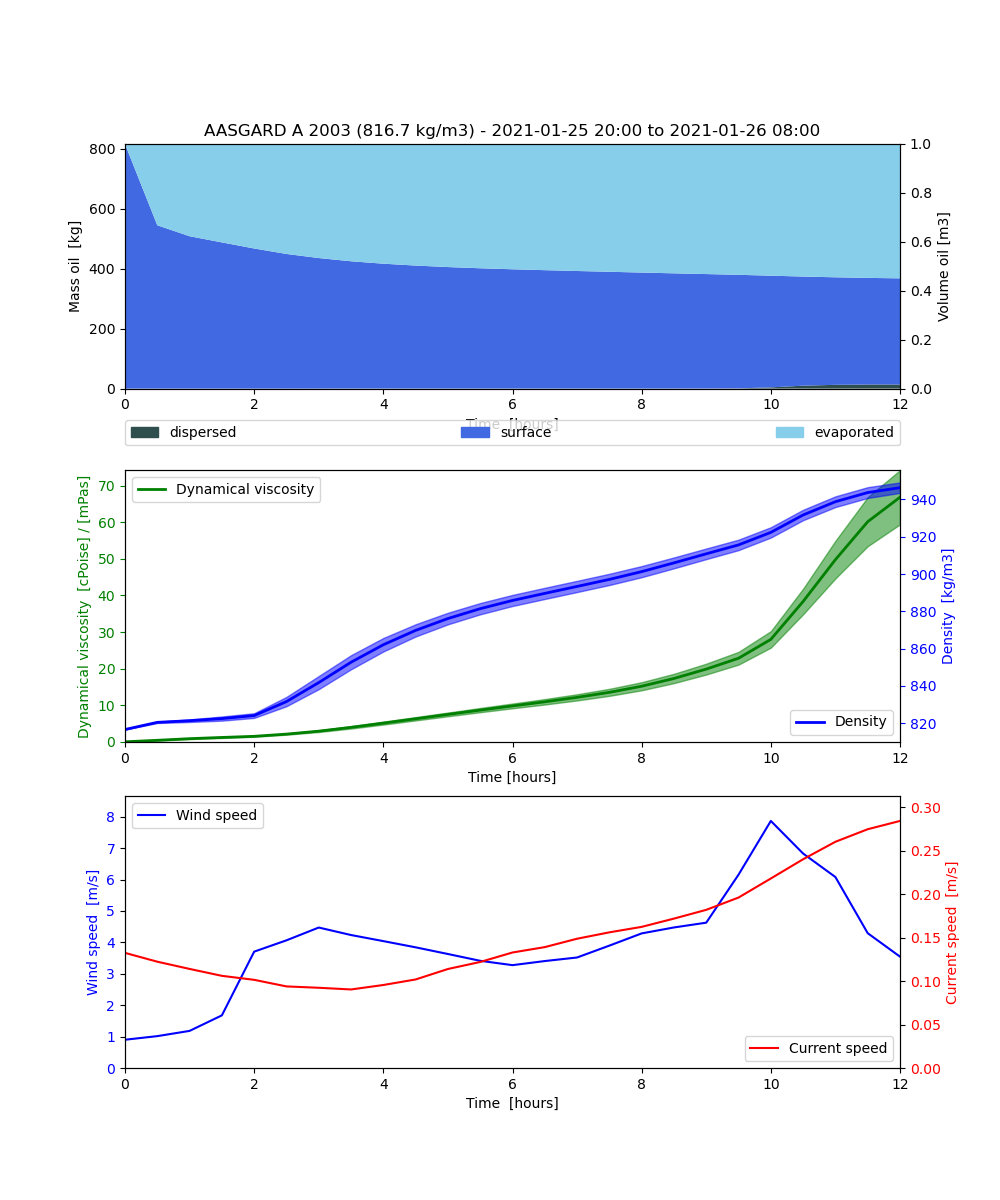 AASGARD A 2003 (816.7 kg/m3) - 2021-01-25 20:00 to 2021-01-26 08:00
Mass oil [kg]
800
600
400
200
0
Volume oil [m3]
1.0
0.8
0.6
0.4
0.2
0.0
0 2 4 6 8 10 12
Time [hours]
dispersed surface evaporated
Dynamical viscosity [cPoise] / [mPas]
70
60
50
40
30
20
10
0
Dynamical viscosity
Density [kg/m3]
940
920
900
880
860
840
820
Density
0 2 4 6 8 10 12
Time [hours]
Wind speed [m/s]
8
7
6
5
4
3
2
1
0
Wind speed
Current speed [m/s]
0.30
0.25
0.20
0.15
0.10
0.05
0.00
Current speed
0 2 4 6 8 10 12
Time [hours]